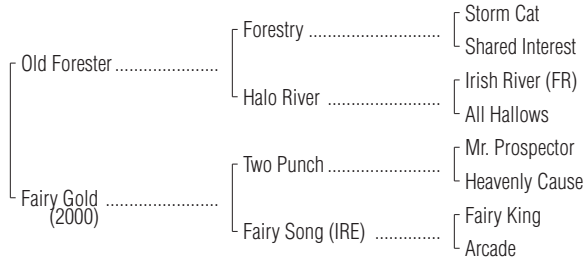 Storm Cat
Forestry ....................................
Shared Interest
Old Forester ............................
Irish River (FR)
Halo River ..............................
All Hallows
Mr. Prospector
Two Punch ...............................
Heavenly Cause
Fairy Gold ..............................
(2000)
Fairy King
Fairy Song (IRE) ..................
Arcade